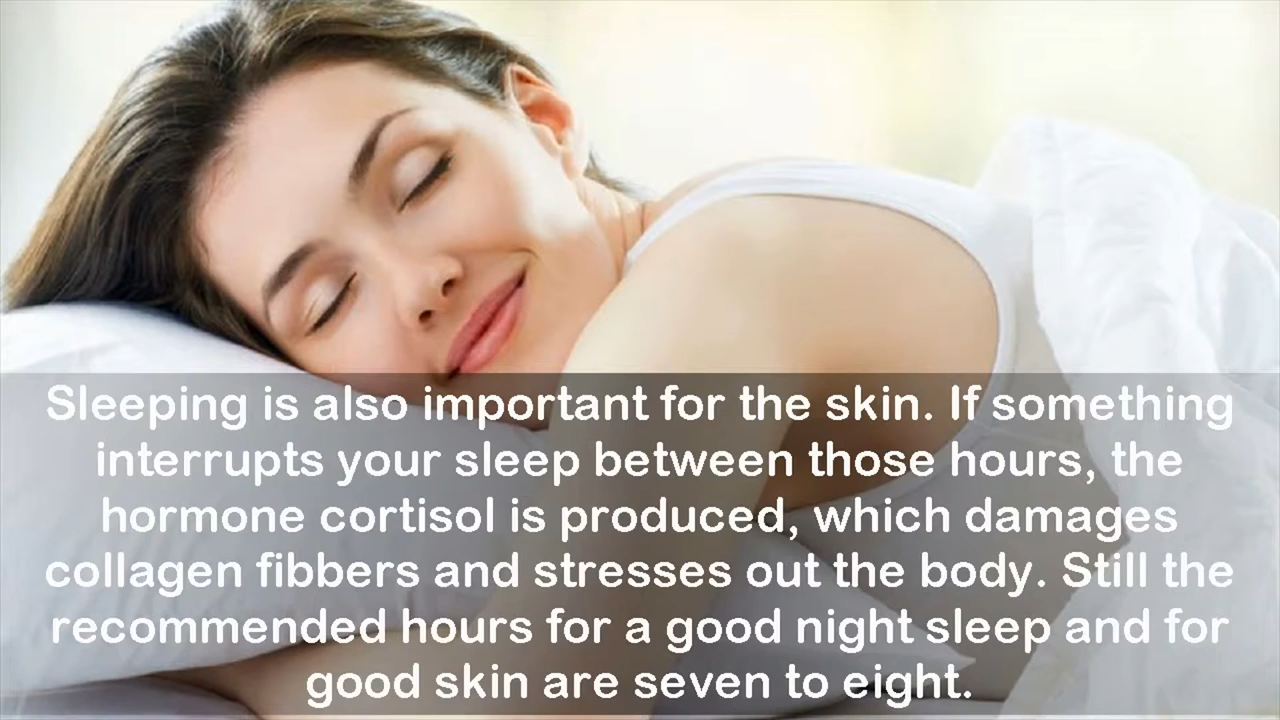 Sleeping is also important for the skin. If something
interrupts your sleep between those hours, the
hormone cortisol is produced, which damages
collagen fibbers and stresses out the body. Still the
recommended hours for a good night sleep and for
good skin are seven to eight.